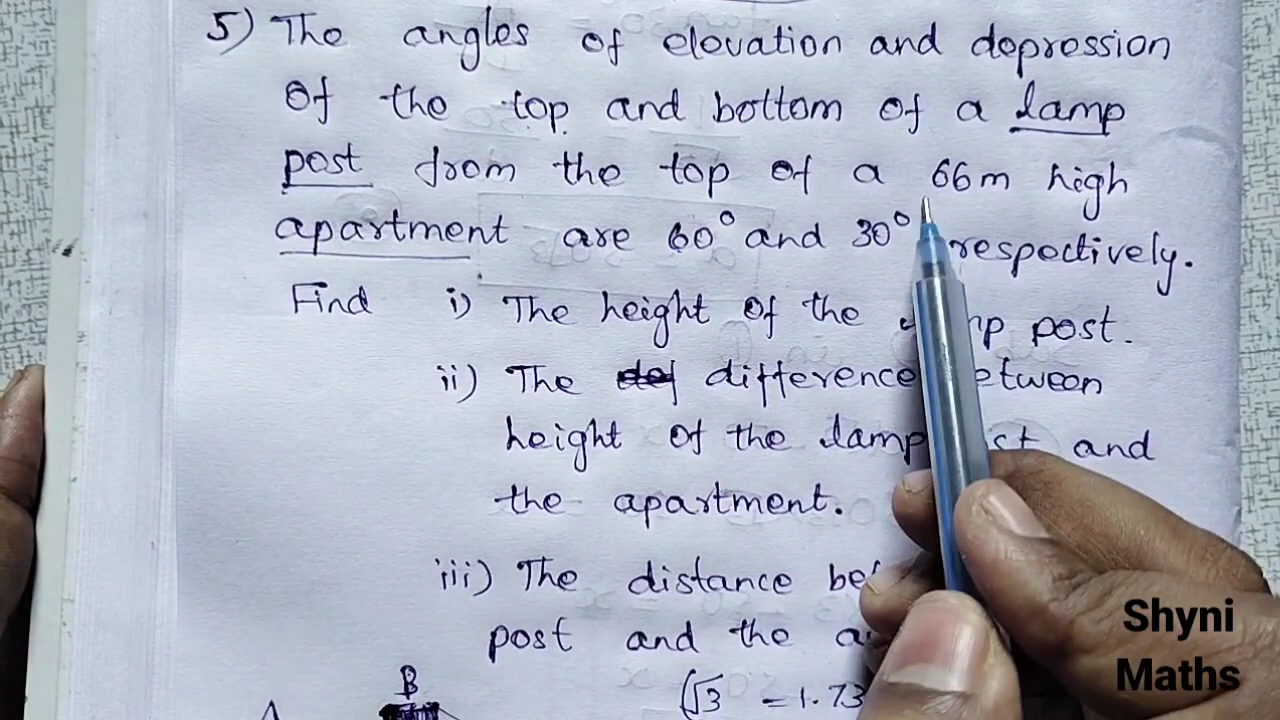 5) The angles of elevation and depression
of the top and bottom of a lamp
post from the top of a 66m high
apartment are 60° and 30° respectively.
Find i) The height of the post.
ii) The difference between
height of the lamp and
the apartment.
iii) The distance
post and the
(√3 = 1.73
B
A
Shyni
Maths